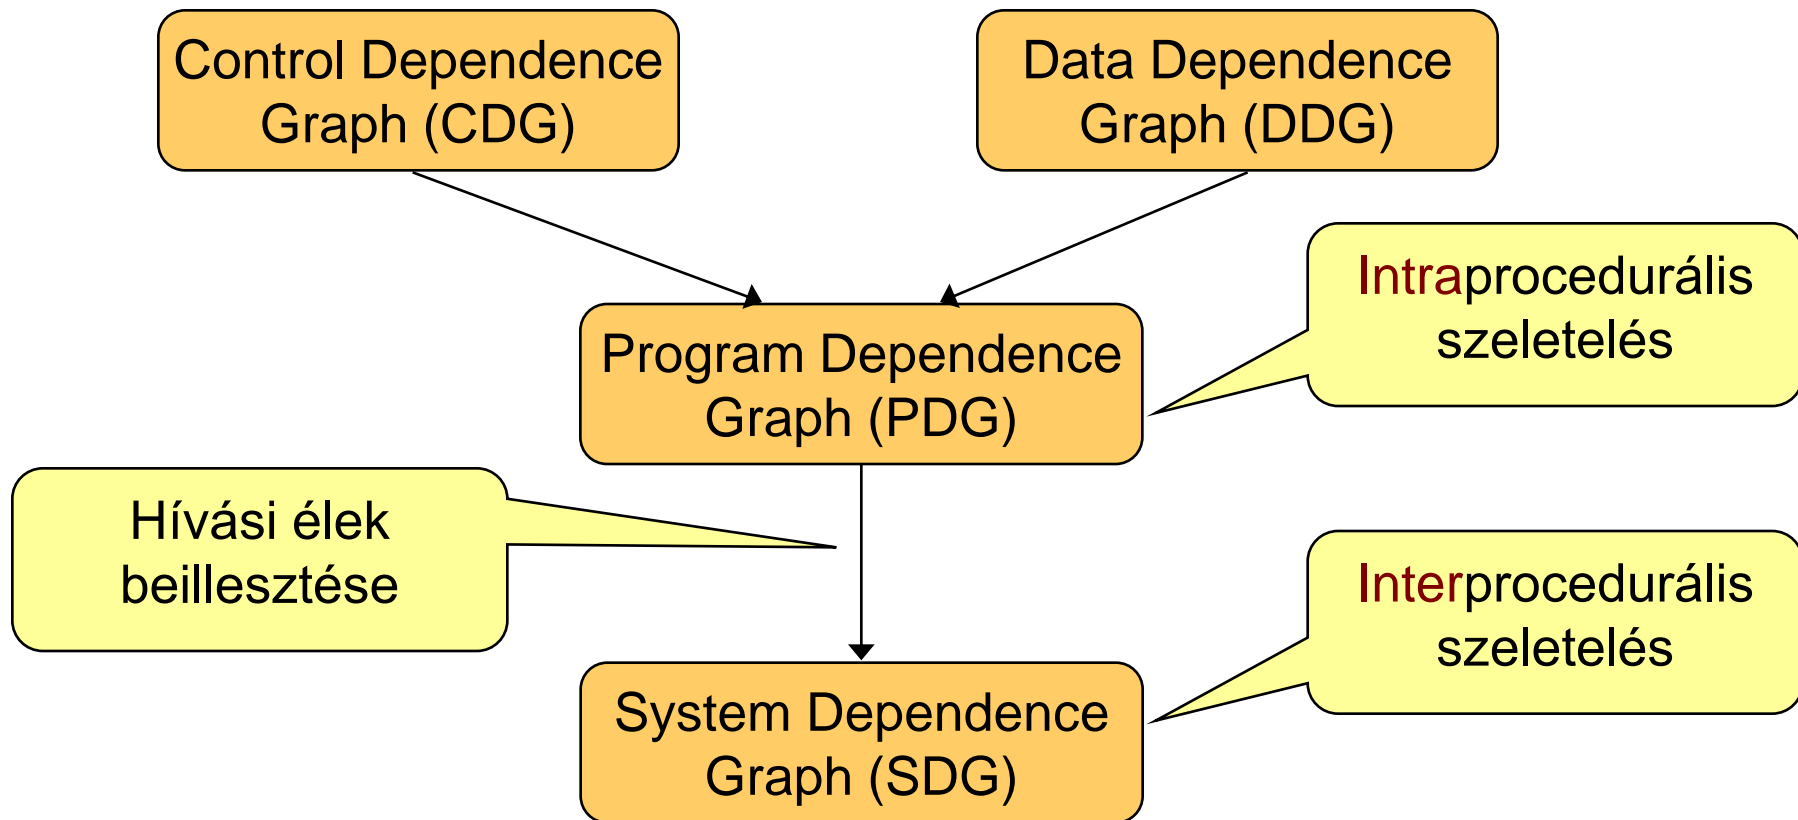 Control Dependence
Graph (CDG)
Data Dependence
Graph (DDG)
Intraprocedurális
szeletelés
Program Dependence
Graph (PDG)
Hívási élek
beillesztése
Interprocedurális
szeletelés
System Dependence
Graph (SDG)